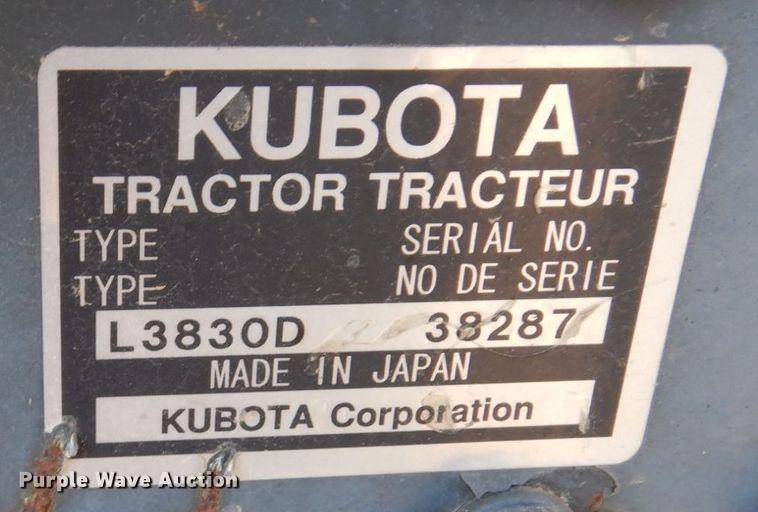 KUBOTA
TRACTOR TRACTEUR
TYPE SERIAL NO.
TYPE NO DE SERIE
L3830D 38287
MADE IN JAPAN
KUBOTA Corporation
Purple Wave Auction